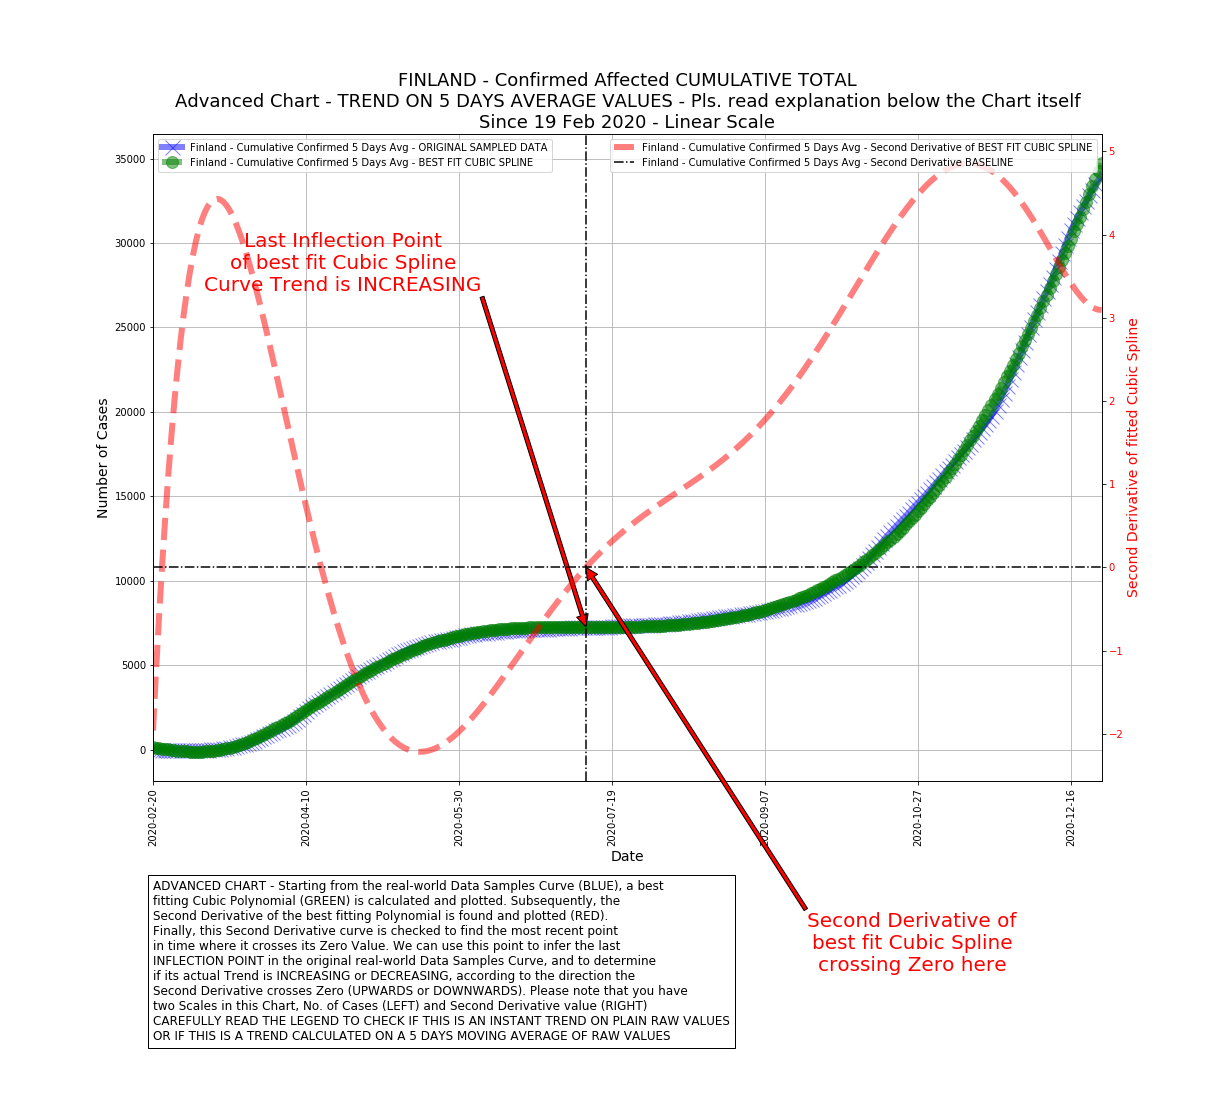 FINLAND - Confirmed Affected CUMULATIVE TOTAL
Advanced Chart - TREND ON 5 DAYS AVERAGE VALUES - Pls. read explanation below the Chart itself
Since 19 Feb 2020 - Linear Scale
Finland - Cumulative Confirmed 5 Days Avg - ORIGINAL SAMPLED DATA
Finland - Cumulative Confirmed 5 Days Avg - BEST FIT CUBIC SPLINE
Finland - Cumulative Confirmed 5 Days Avg - Second Derivative of BEST FIT CUBIC SPLINE
Finland - Cumulative Confirmed 5 Days Avg - Second Derivative BASELINE
35000
30000
25000
20000
15000
10000
5000
0
Number of Cases
Last Inflection Point
of best fit Cubic Spline
Curve Trend is INCREASING
5
4
3
2
1
0
−1
−2
Second Derivative of fitted Cubic Spline
2020-02-20
2020-04-10
2020-05-30
2020-07-19
2020-09-07
2020-10-27
2020-12-16
Date
Second Derivative of
best fit Cubic Spline
crossing Zero here
ADVANCED CHART - Starting from the real-world Data Samples Curve (BLUE), a best
fitting Cubic Polynomial (GREEN) is calculated and plotted. Subsequently, the
Second Derivative of the best fitting Polynomial is found and plotted (RED).
Finally, this Second Derivative curve is checked to find the most recent point
in time where it crosses its Zero Value. We can use this point to infer the last
INFLECTION POINT in the original real-world Data Samples Curve, and to determine
if its actual Trend is INCREASING or DECREASING, according to the direction the
Second Derivative crosses Zero (UPWARDS or DOWNWARDS). Please note that you have
two Scales in this Chart, No. of Cases (LEFT) and Second Derivative value (RIGHT)
CAREFULLY READ THE LEGEND TO CHECK IF THIS IS AN INSTANT TREND ON PLAIN RAW VALUES
OR IF THIS IS A TREND CALCULATED ON A 5 DAYS MOVING AVERAGE OF RAW VALUES